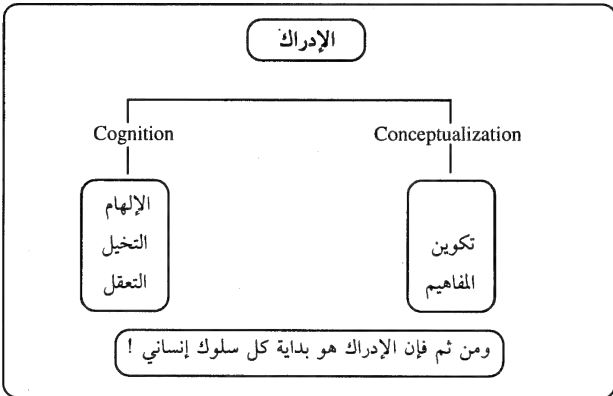 الإدراك
Cognition
Conceptualization
الإلهام
التخيل
التعقل
تكوين
المفاهيم
ومن ثم فإن الإدراك هو بداية كل سلوك إنساني !